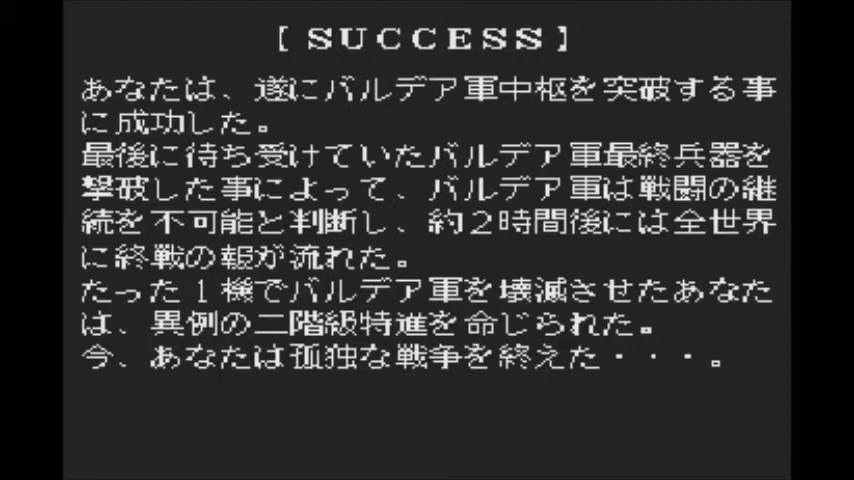 [ SUCCESS ]
あなたは、遂にバルデア軍中枢を突破する事
に成功した。
最後に待ち受けていたバルデア軍最終兵器を
撃破した事によって、バルデア軍は戦闘の継
続を不可能と判断し、約２時間後には全世界
に終戦の報が流れた。
たった１機でバルデア軍を壊滅させたあなた
は、異例の二階級特進を命じられた。
今、あなたは孤独な戦争を終えた・・・。